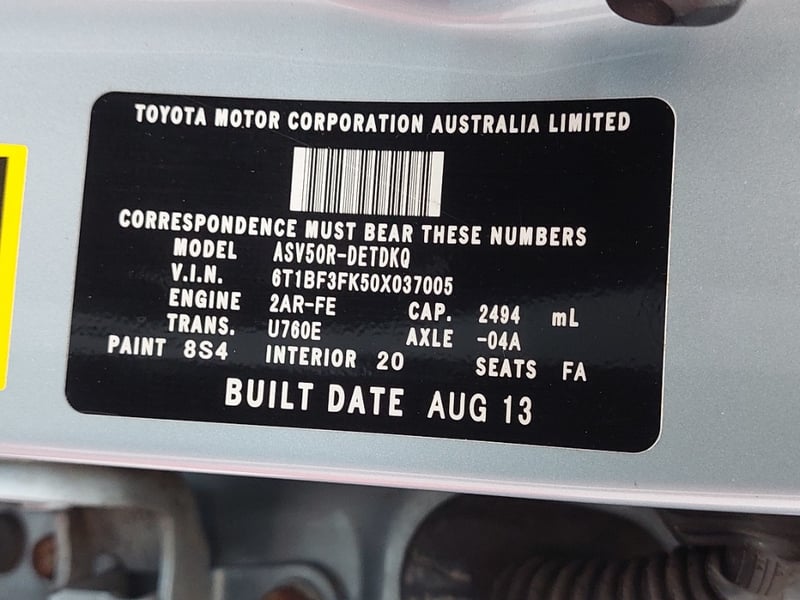 TOYOTA MOTOR CORPORATION AUSTRALIA LIMITED
CORRESPONDENCE MUST BEAR THESE NUMBERS
MODEL ASV50R-DETDKQ
V.I.N. 6T1BF3FK50X037005
ENGINE 2AR-FE CAP. 2494 mL
TRANS. U760E AXLE -04A
PAINT 8S4 INTERIOR 20 SEATS FA
BUILT DATE AUG 13